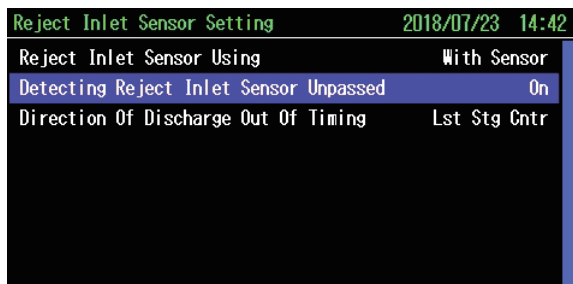 Reject Inlet Sensor Setting 2018/07/23 14:42
Reject Inlet Sensor Using With Sensor
Detecting Reject Inlet Sensor Unpassed On
Direction Of Discharge Out Of Timing Lst Stg Cntr